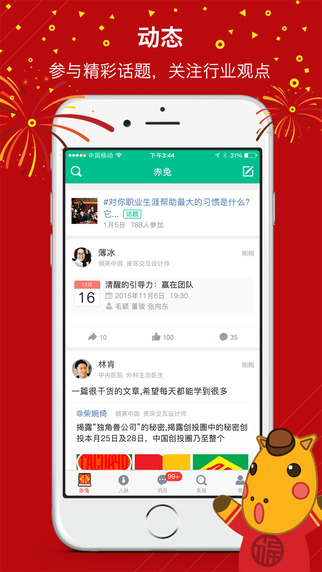 动态
参与精彩话题，关注行业观点
中国移动
下午3:44
31%
赤兔
#对你职业生涯帮助最大的习惯是什么?
它...
话题
1月5日 788人参加
薄冰
刚刚
领英中国 资深交互设计师
12月
16
清醒的引导力：赢在团队
2015年11月6日 19:30
毛颖 董骏 张向东
10
100
35
林肯
刚刚
中央医院 外科主治医生
一篇很干货的文章,希望每天都能学到很多
@柴婉绮 领英中国 资深交互设计师
揭露"独角兽公司"的秘密,揭露创投圈中的秘密创
投本月25日及28日，中国创投圈乃至整个
赤兔
人脉
99+
消息
发现
福